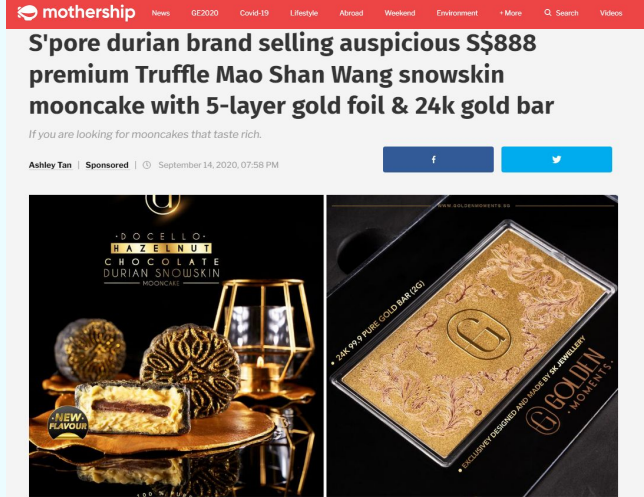 mothership News GE2020 Covid-19 Lifestyle Abroad Weekend Environment + More Search Videos
S'pore durian brand selling auspicious S$888
premium Truffle Mao Shan Wang snowskin
mooncake with 5-layer gold foil & 24k gold bar
If you are looking for mooncakes that taste rich.
Ashley Tan | Sponsored | September 14, 2020, 07:58 PM
f
G
·DOCELLO·
HAZELNUT
CHOCOLATE
DURIAN SNOWSKIN
MOONCAKE
·NEW·
FLAVOUR
WWW.GOLDENMOMENTS.SG
• 24K 99.9 PURE GOLD BAR (2G)
G
• EXCLUSIVEY DESIGNED AND MADE BY SK JEWELLERY
G GOLDEN
·MOMENTS·